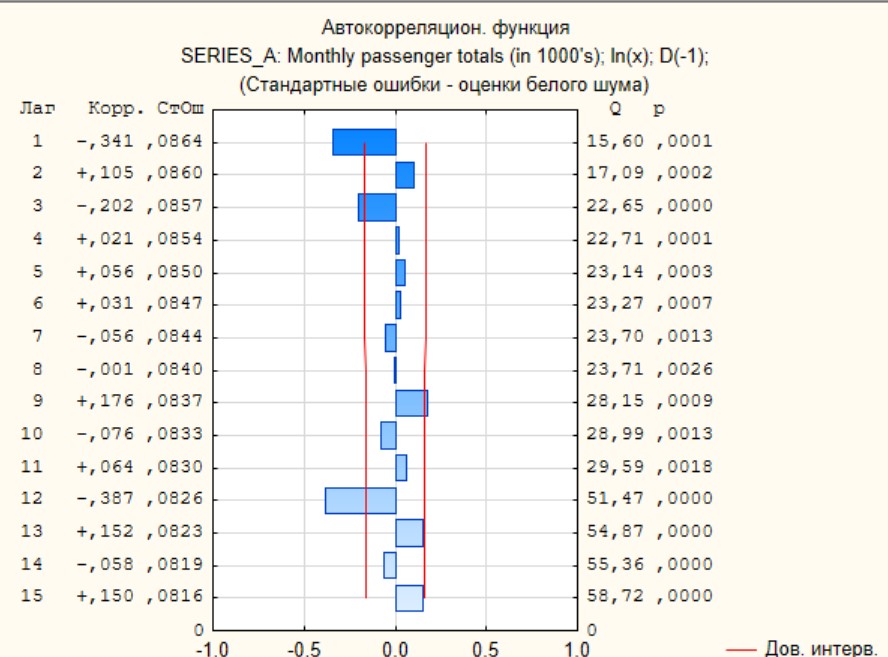 Автокорреляцион. функция
SERIES_A: Monthly passenger totals (in 1000's); ln(x); D(-1);
(Стандартные ошибки - оценки белого шума)
Лаг Корр. СтОш Q p
1 -,341 ,0864 15,60 ,0001
2 +,105 ,0860 17,09 ,0002
3 -,202 ,0857 22,65 ,0000
4 +,021 ,0854 22,71 ,0001
5 +,056 ,0850 23,14 ,0003
6 +,031 ,0847 23,27 ,0007
7 -,056 ,0844 23,70 ,0013
8 -,001 ,0840 23,71 ,0026
9 +,176 ,0837 28,15 ,0009
10 -,076 ,0833 28,99 ,0013
11 +,064 ,0830 29,59 ,0018
12 -,387 ,0826 51,47 ,0000
13 +,152 ,0823 54,87 ,0000
14 -,058 ,0819 55,36 ,0000
15 +,150 ,0816 58,72 ,0000
0 0
-1.0 -0.5 0.0 0.5 1.0 Дов. интерв.